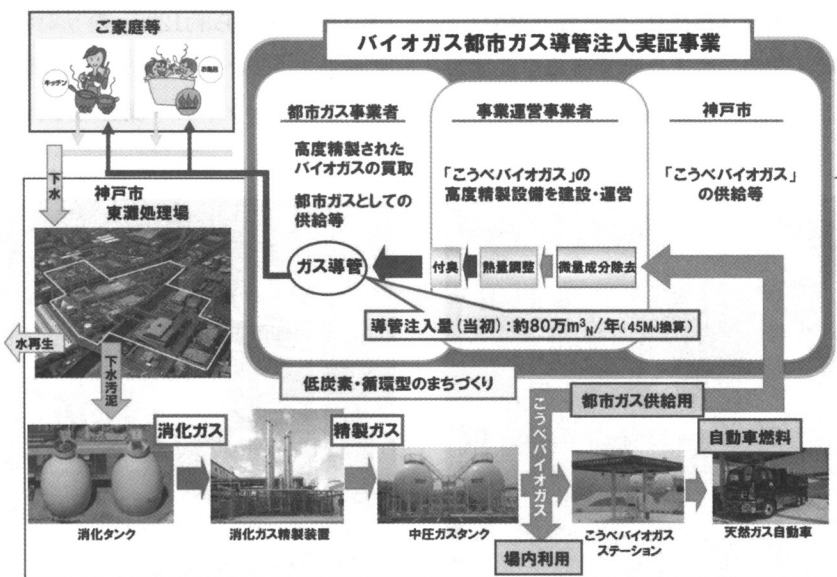 ご家庭等
キッチン
お風呂
バイオガス都市ガス導管注入実証事業
都市ガス事業者
高度精製された
バイオガスの買取
都市ガスとしての
供給等
事業運営事業者
「こうべバイオガス」の
高度精製設備を建設・運営
神戸市
「こうべバイオガス」
の供給等
下水
神戸市
東灘処理場
ガス導管
付臭
熱量調整
微量成分除去
導管注入量(当初):約80万m³N/年(45MJ換算)
水再生
下水汚泥
低炭素・循環型のまちづくり
こうべバイオガス
都市ガス供給用
消化ガス
精製ガス
自動車燃料
消化タンク
消化ガス精製装置
中圧ガスタンク
こうべバイオガス
ステーション
天然ガス自動車
場内利用